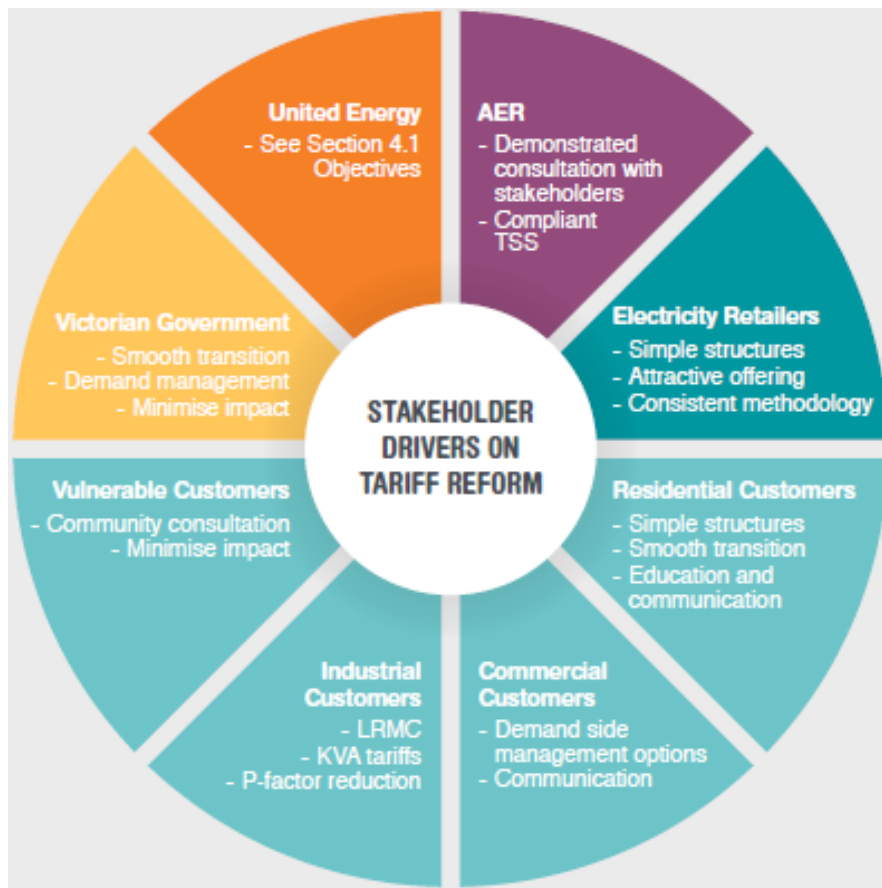 United Energy
- See Section 4.1
Objectives
AER
- Demonstrated
consultation with
stakeholders
- Compliant
TSS
Electricity Retailers
- Simple structures
- Attractive offering
- Consistent methodology
Residential Customers
- Simple structures
- Smooth transition
- Education and
communication
Commercial
Customers
- Demand side
management options
- Communication
Industrial
Customers
- LRMC
- KVA tariffs
- P-factor reduction
Vulnerable Customers
- Community consultation
- Minimise impact
Victorian Government
- Smooth transition
- Demand management
- Minimise impact
STAKEHOLDER
DRIVERS ON
TARIFF REFORM